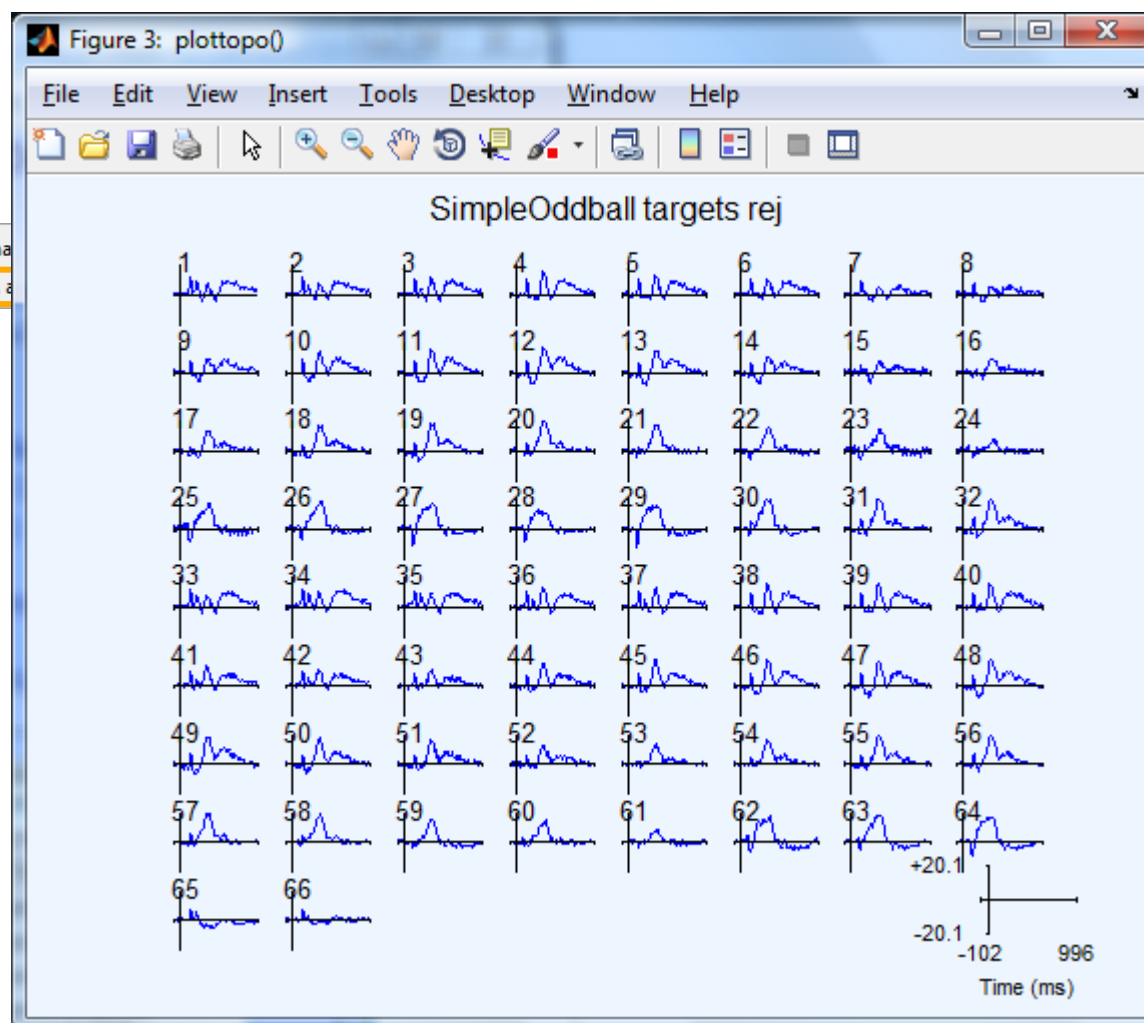 Figure 3: plottopo()
File Edit View Insert Tools Desktop Window Help
SimpleOddball targets rej
1 2 3 4 5 6 7 8
9 10 11 12 13 14 15 16
17 18 19 20 21 22 23 24
25 26 27 28 29 30 31 32
33 34 35 36 37 38 39 40
41 42 43 44 45 46 47 48
49 50 51 52 53 54 55 56
57 58 59 60 61 62 63 64
65 66
+20.1
-20.1
-102 996
Time (ms)